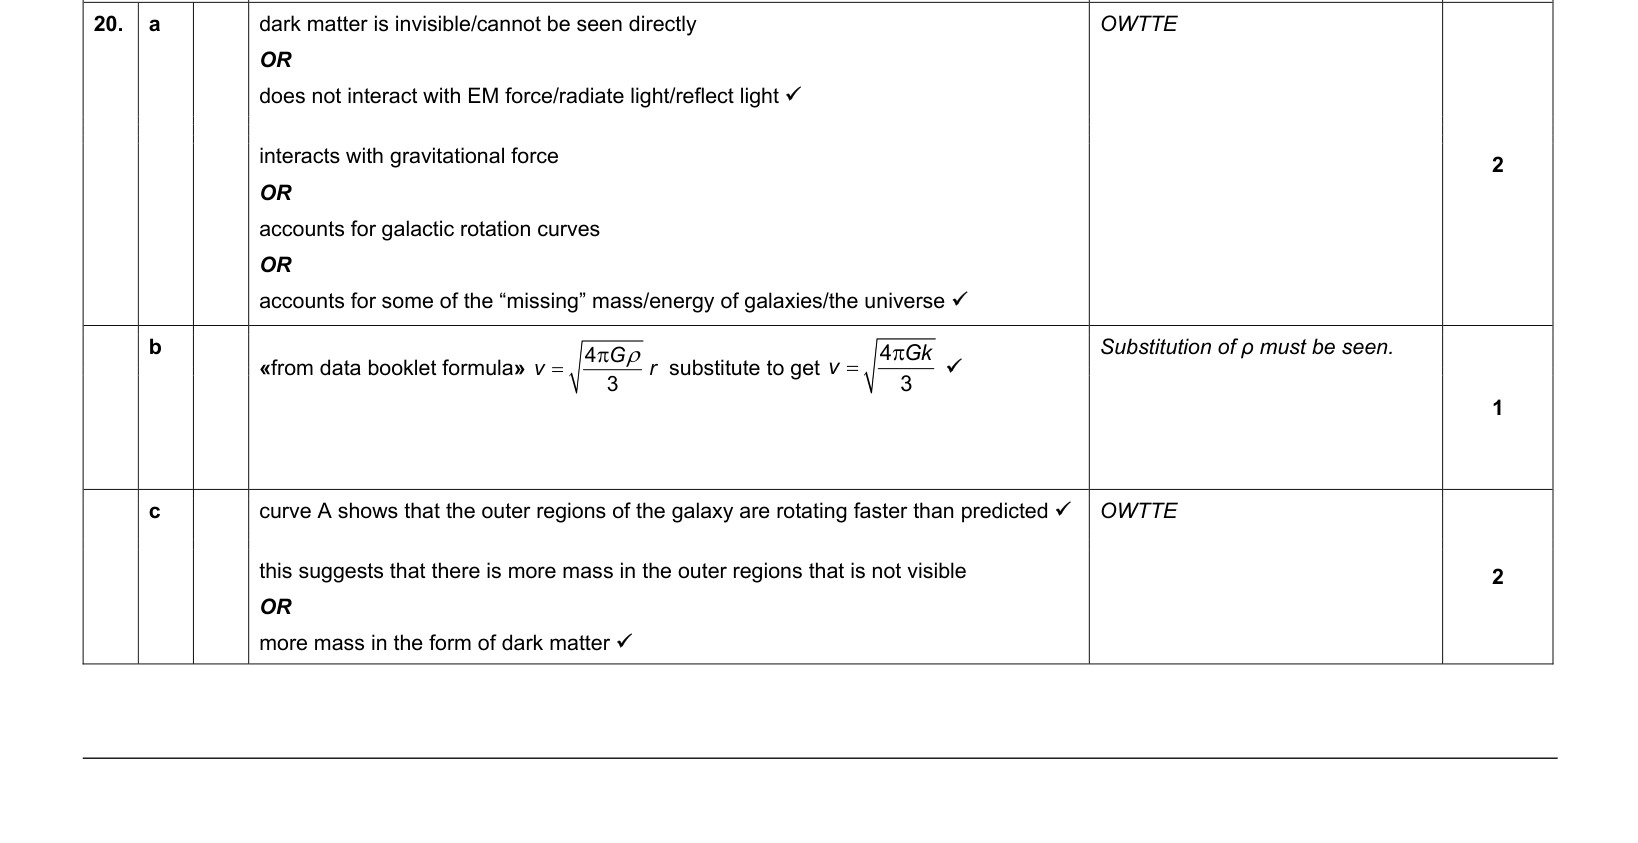 20. a dark matter is invisible/cannot be seen directly OWTTE
OR
does not interact with EM force/radiate light/reflect light ✓
interacts with gravitational force
2
OR
accounts for galactic rotation curves
OR
accounts for some of the “missing” mass/energy of galaxies/the universe ✓
b «from data booklet formula» v = √(4πGρ/3) r substitute to get v = √(4πGk/3) ✓ Substitution of ρ must be seen.
1
c curve A shows that the outer regions of the galaxy are rotating faster than predicted ✓ OWTTE
this suggests that there is more mass in the outer regions that is not visible
2
OR
more mass in the form of dark matter ✓